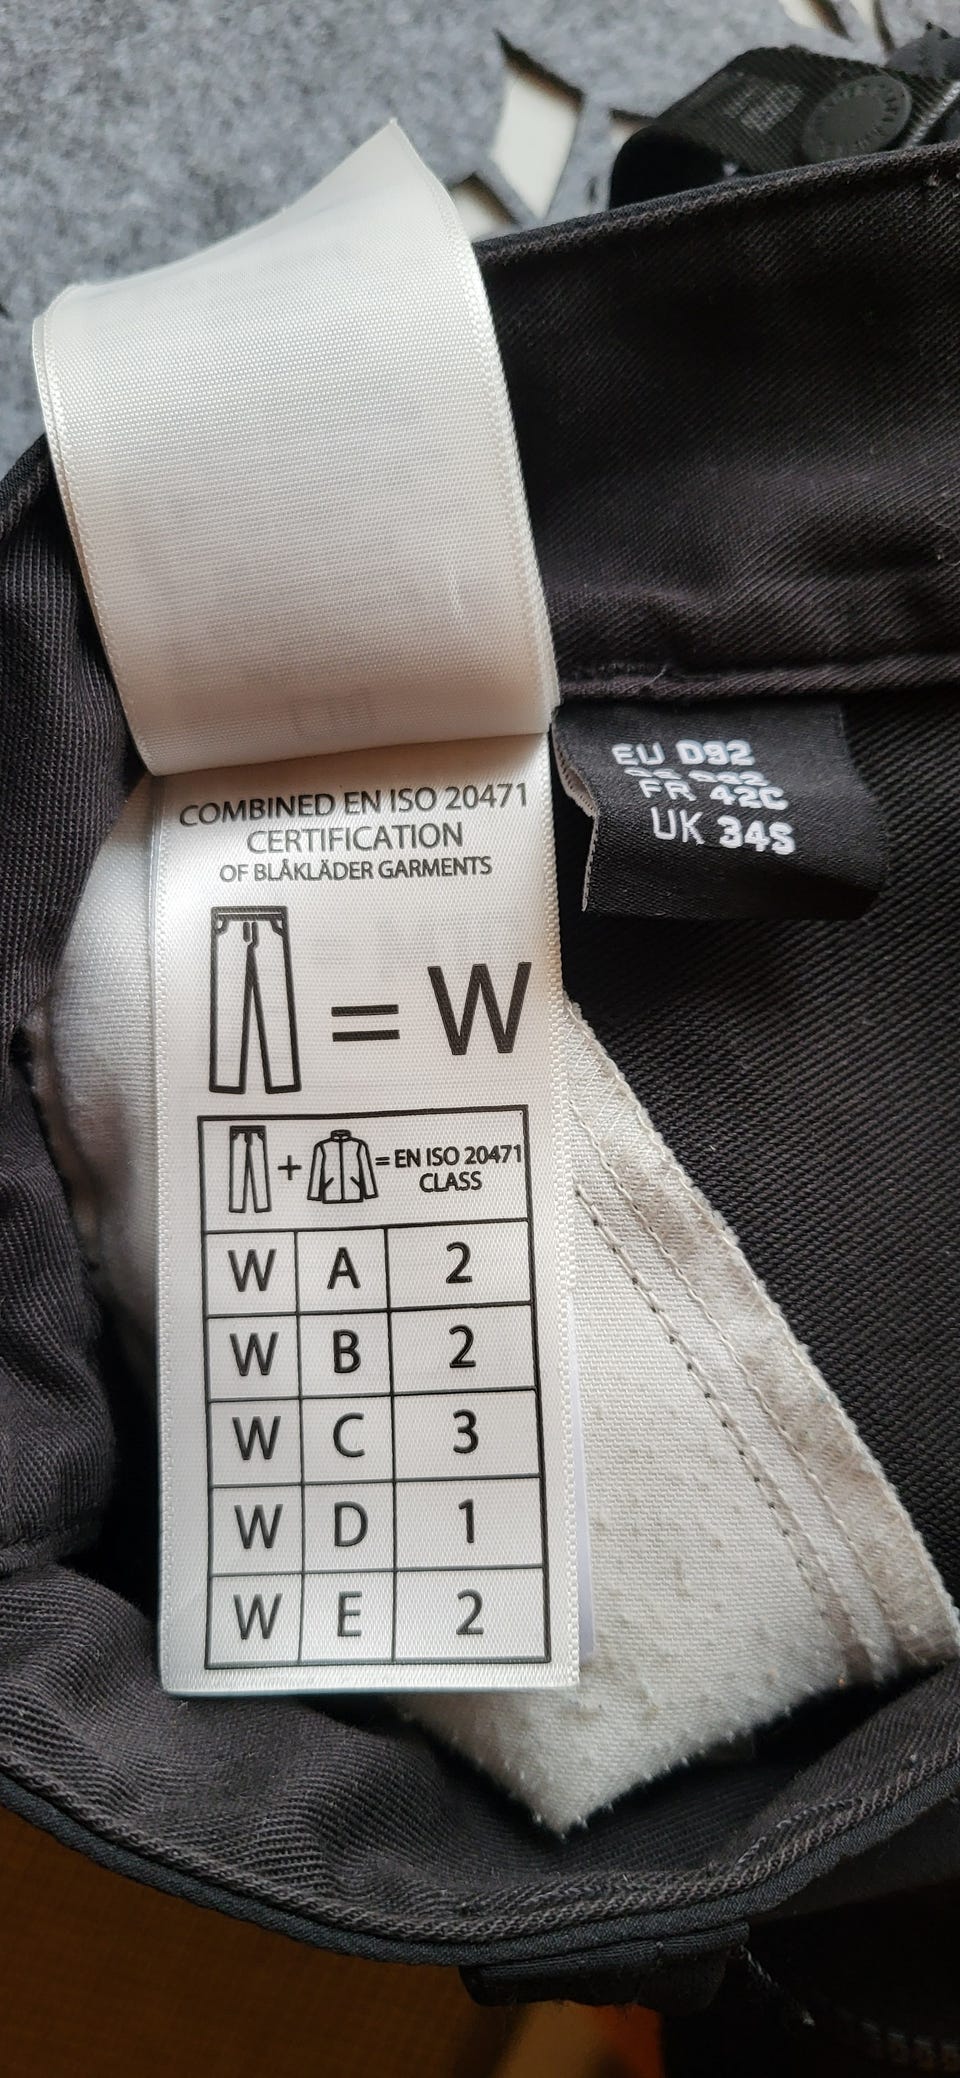 COMBINED EN ISO 20471
CERTIFICATION
OF BLÅKLÄDER GARMENTS
= W
+ = EN ISO 20471
CLASS
W A 2
W B 2
W C 3
W D 1
W E 2
EU D92
FR 42C
UK 34S